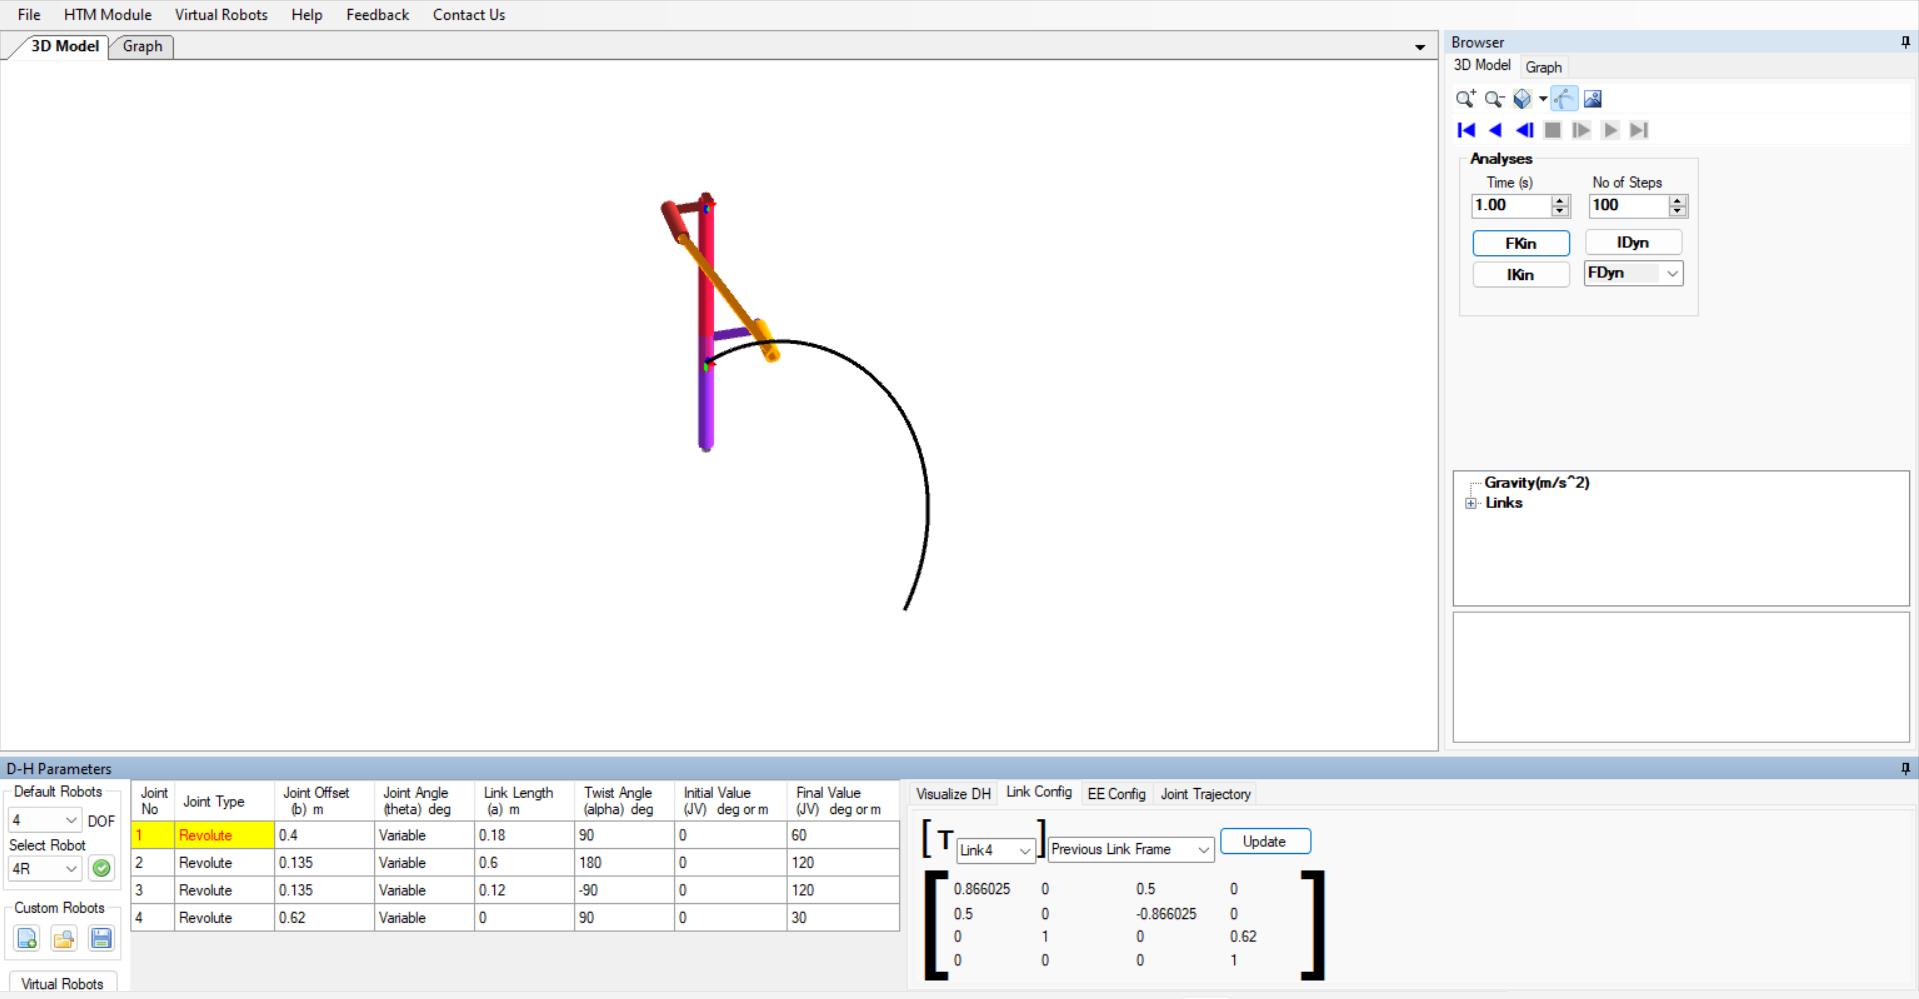 File HTM Module Virtual Robots Help Feedback Contact Us
3D Model Graph
Browser
3D Model Graph
Analyses
Time (s) No of Steps
1.00 100
FKin IDyn
IKin FDyn
Gravity(m/s^2)
Links
D-H Parameters
Default Robots
4 DOF
Select Robot
4R
Custom Robots
Virtual Robots
Joint No Joint Type Joint Offset (b) m Joint Angle (theta) deg Link Length (a) m Twist Angle (alpha) deg Initial Value (JV) deg or m Final Value (JV) deg or m
1 Revolute 0.4 Variable 0.18 90 0 60
2 Revolute 0.135 Variable 0.6 180 0 120
3 Revolute 0.135 Variable 0.12 -90 0 120
4 Revolute 0.62 Variable 0 90 0 30
Visualize DH Link Config EE Config Joint Trajectory
[T Link4 ] Previous Link Frame Update
0.866025 0 0.5 0
0.5 0 -0.866025 0
0 1 0 0.62
0 0 0 1